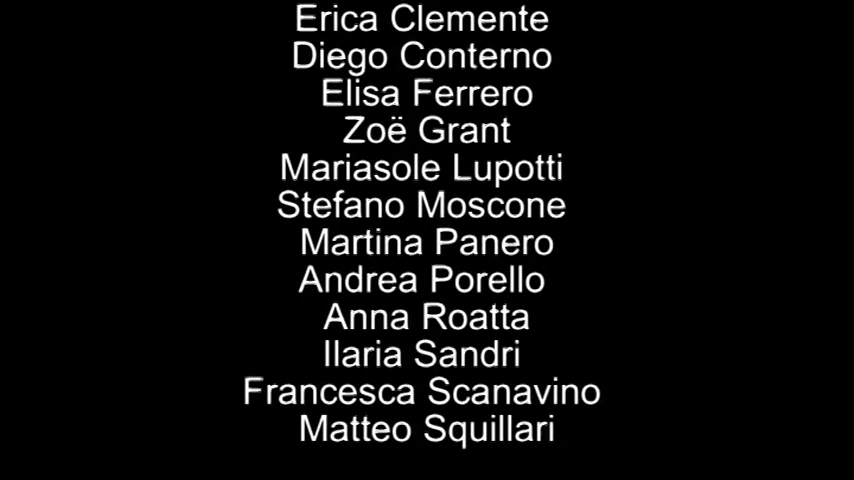 Erica Clemente
Diego Conterno
Elisa Ferrero
Zoë Grant
Mariasole Lupotti
Stefano Moscone
Martina Panero
Andrea Porello
Anna Roatta
Ilaria Sandri
Francesca Scanavino
Matteo Squillari